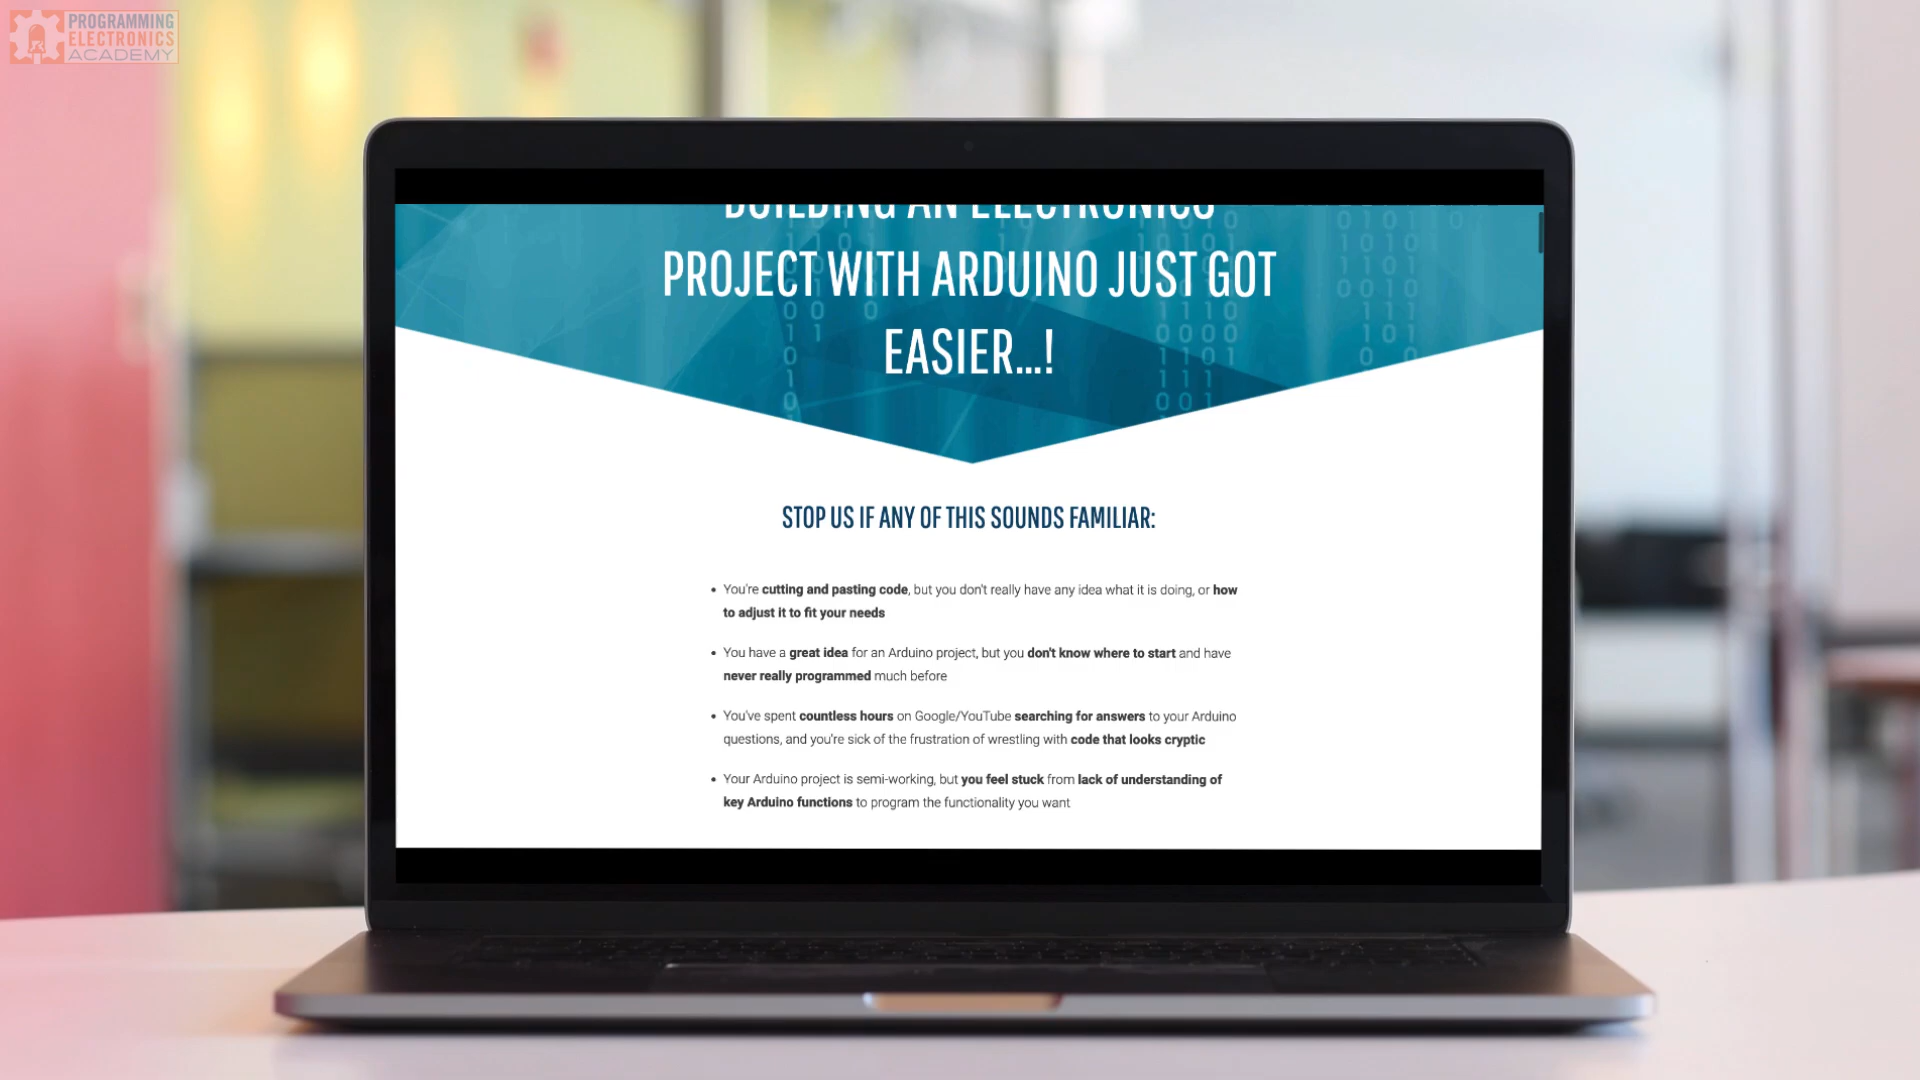 PROGRAMMING
ELECTRONICS
ACADEMY
BUILDING AN ELECTRONICS
PROJECT WITH ARDUINO JUST GOT
EASIER...!
STOP US IF ANY OF THIS SOUNDS FAMILIAR:
• You're cutting and pasting code, but you don't really have any idea what it is doing, or how
to adjust it to fit your needs
• You have a great idea for an Arduino project, but you don't know where to start and have
never really programmed much before
• You've spent countless hours on Google/YouTube searching for answers to your Arduino
questions, and you're sick of the frustration of wrestling with code that looks cryptic
• Your Arduino project is semi-working, but you feel stuck from lack of understanding of
key Arduino functions to program the functionality you want